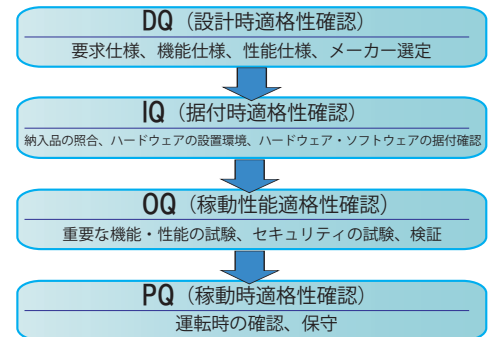 DQ（設計時適格性確認）
要求仕様、機能仕様、性能仕様、メーカー選定
IQ（据付時適格性確認）
納入品の照合、ハードウェアの設置環境、ハードウェア・ソフトウェアの据付確認
OQ（稼動性能適格性確認）
重要な機能・性能の試験、セキュリティの試験、検証
PQ（稼動時適格性確認）
運転時の確認、保守